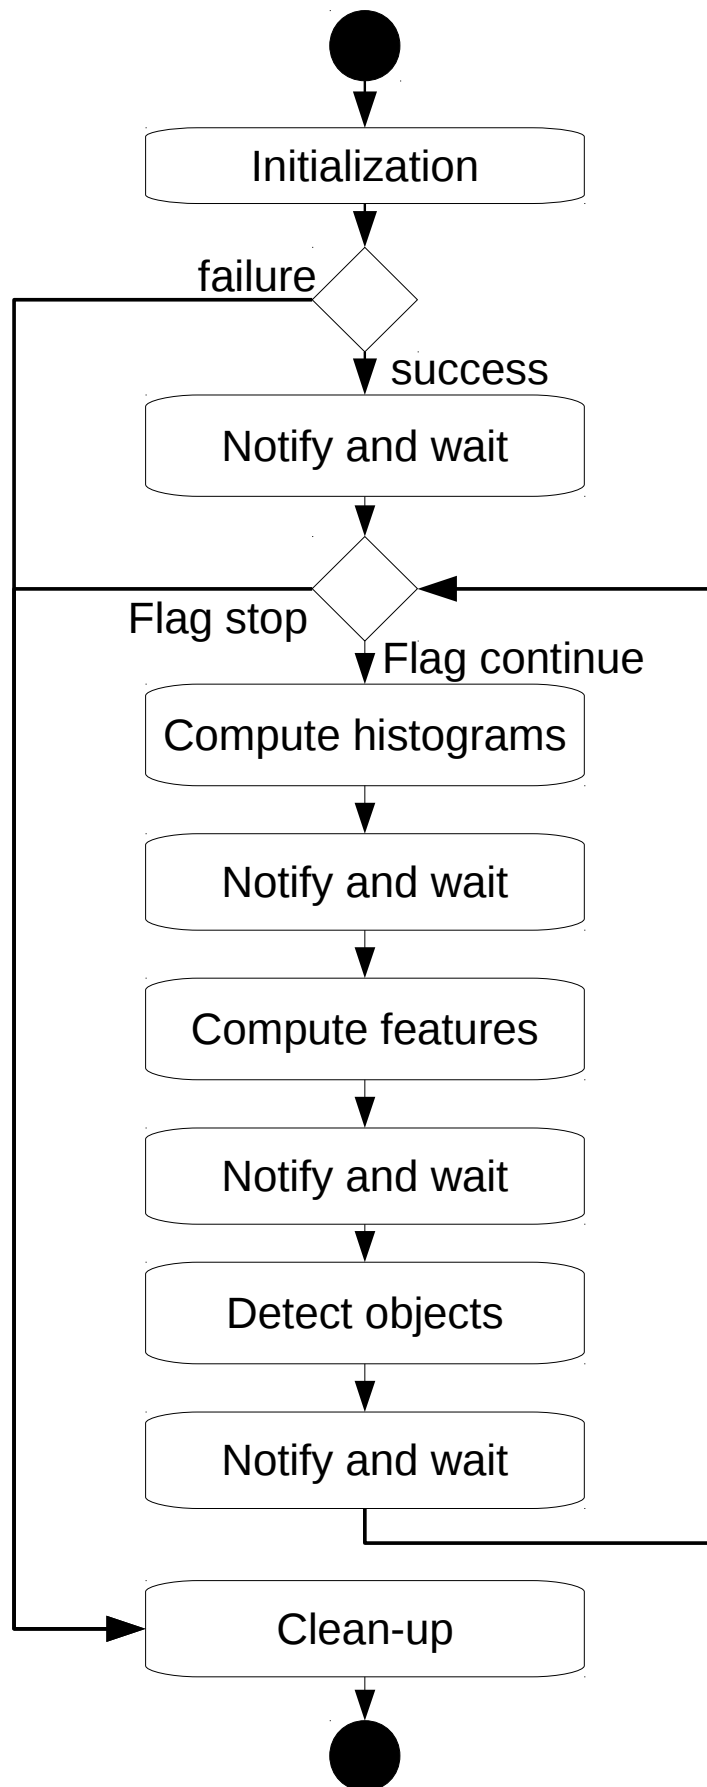 Initialization
failure
success
Notify and wait
Flag stop
Flag continue
Compute histograms
Notify and wait
Compute features
Notify and wait
Detect objects
Notify and wait
Clean-up